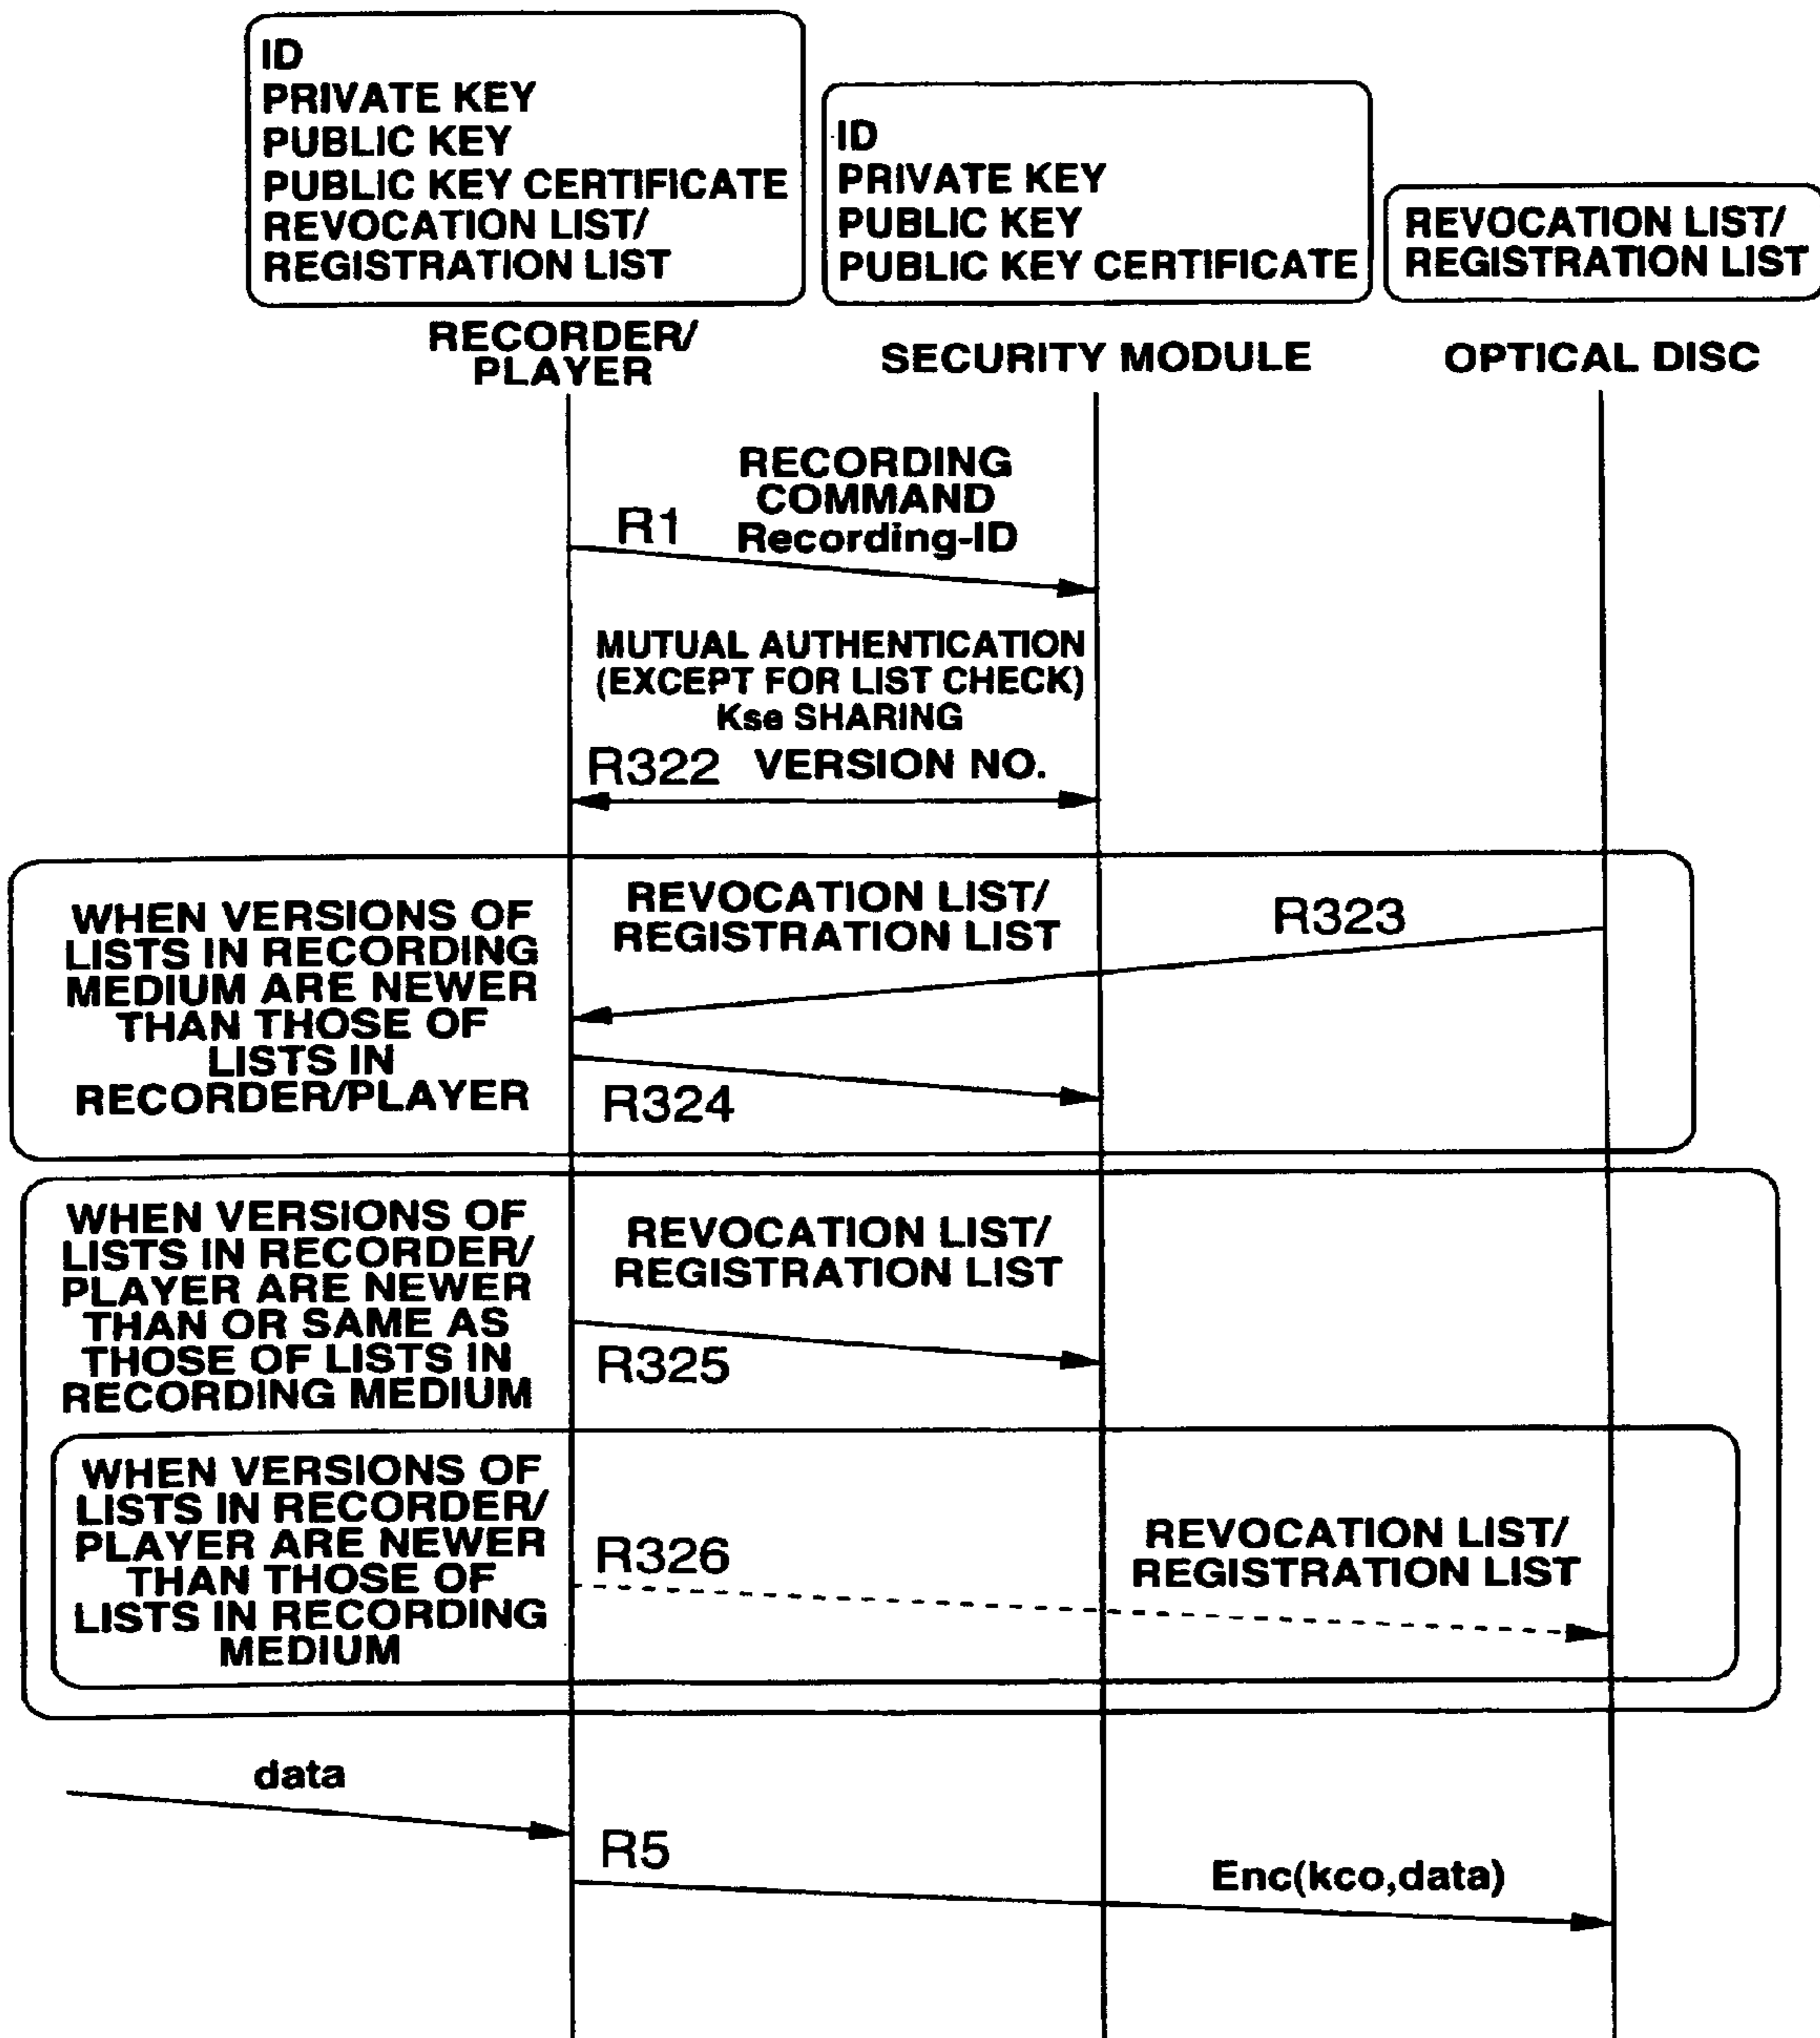 ID
PRIVATE KEY
PUBLIC KEY
PUBLIC KEY CERTIFICATE
REVOCATION LIST/
REGISTRATION LIST
ID
PRIVATE KEY
PUBLIC KEY
PUBLIC KEY CERTIFICATE
REVOCATION LIST/
REGISTRATION LIST
RECORDER/
PLAYER
SECURITY MODULE
OPTICAL DISC
RECORDING
COMMAND
R1 Recording-ID
MUTUAL AUTHENTICATION
(EXCEPT FOR LIST CHECK)
Kse SHARING
R322 VERSION NO.
WHEN VERSIONS OF
LISTS IN RECORDING
MEDIUM ARE NEWER
THAN THOSE OF
LISTS IN
RECORDER/PLAYER
REVOCATION LIST/
REGISTRATION LIST
R323
R324
WHEN VERSIONS OF
LISTS IN RECORDER/
PLAYER ARE NEWER
THAN OR SAME AS
THOSE OF LISTS IN
RECORDING MEDIUM
REVOCATION LIST/
REGISTRATION LIST
R325
WHEN VERSIONS OF
LISTS IN RECORDER/
PLAYER ARE NEWER
THAN THOSE OF
LISTS IN RECORDING
MEDIUM
R326
REVOCATION LIST/
REGISTRATION LIST
data
R5
Enc(kco,data)